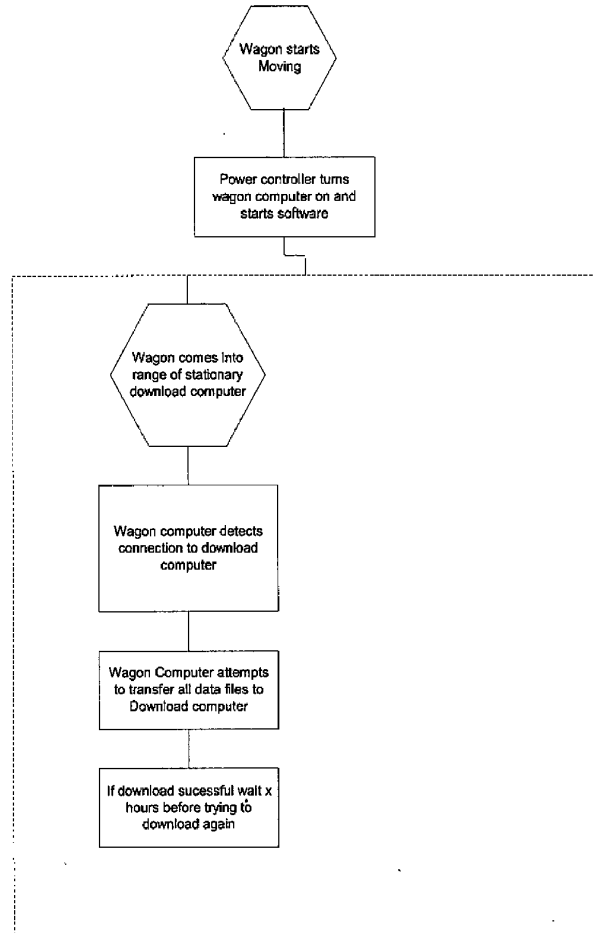 Wagon starts
Moving
Power controller turns
wagon computer on and
starts software
Wagon comes into
range of stationary
download computer
Wagon computer detects
connection to download
computer
Wagon Computer attempts
to transfer all data files to
Download computer
If download sucessful wait x
hours before trying to
download again